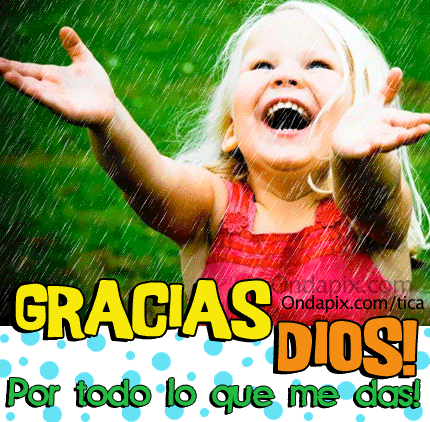 Ondapix.com
Ondapix.com/tica
GRACIAS
DIOS!
Por todo lo que me das!